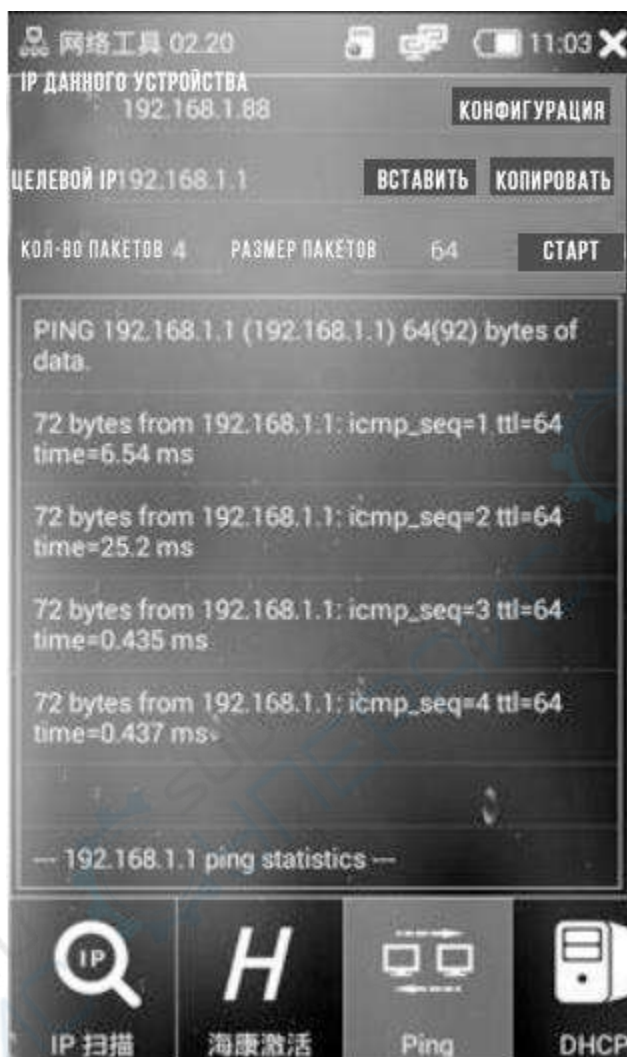 网络工具 02.20 11:03
IP ДАННОГО УСТРОЙСТВА
192.168.1.88 КОНФИГУРАЦИЯ
ЦЕЛЕВОЙ IP 192.168.1.1 ВСТАВИТЬ КОПИРОВАТЬ
КОЛ-ВО ПАКЕТОВ 4 РАЗМЕР ПАКЕТОВ 64 СТАРТ
PING 192.168.1.1 (192.168.1.1) 64(92) bytes of
data.
72 bytes from 192.168.1.1: icmp_seq=1 ttl=64
time=6.54 ms
72 bytes from 192.168.1.1: icmp_seq=2 ttl=64
time=25.2 ms
72 bytes from 192.168.1.1: icmp_seq=3 ttl=64
time=0.435 ms
72 bytes from 192.168.1.1: icmp_seq=4 ttl=64
time=0.437 ms
--- 192.168.1.1 ping statistics ---
IP
H
IP 扫描 海康激活 Ping DHCP